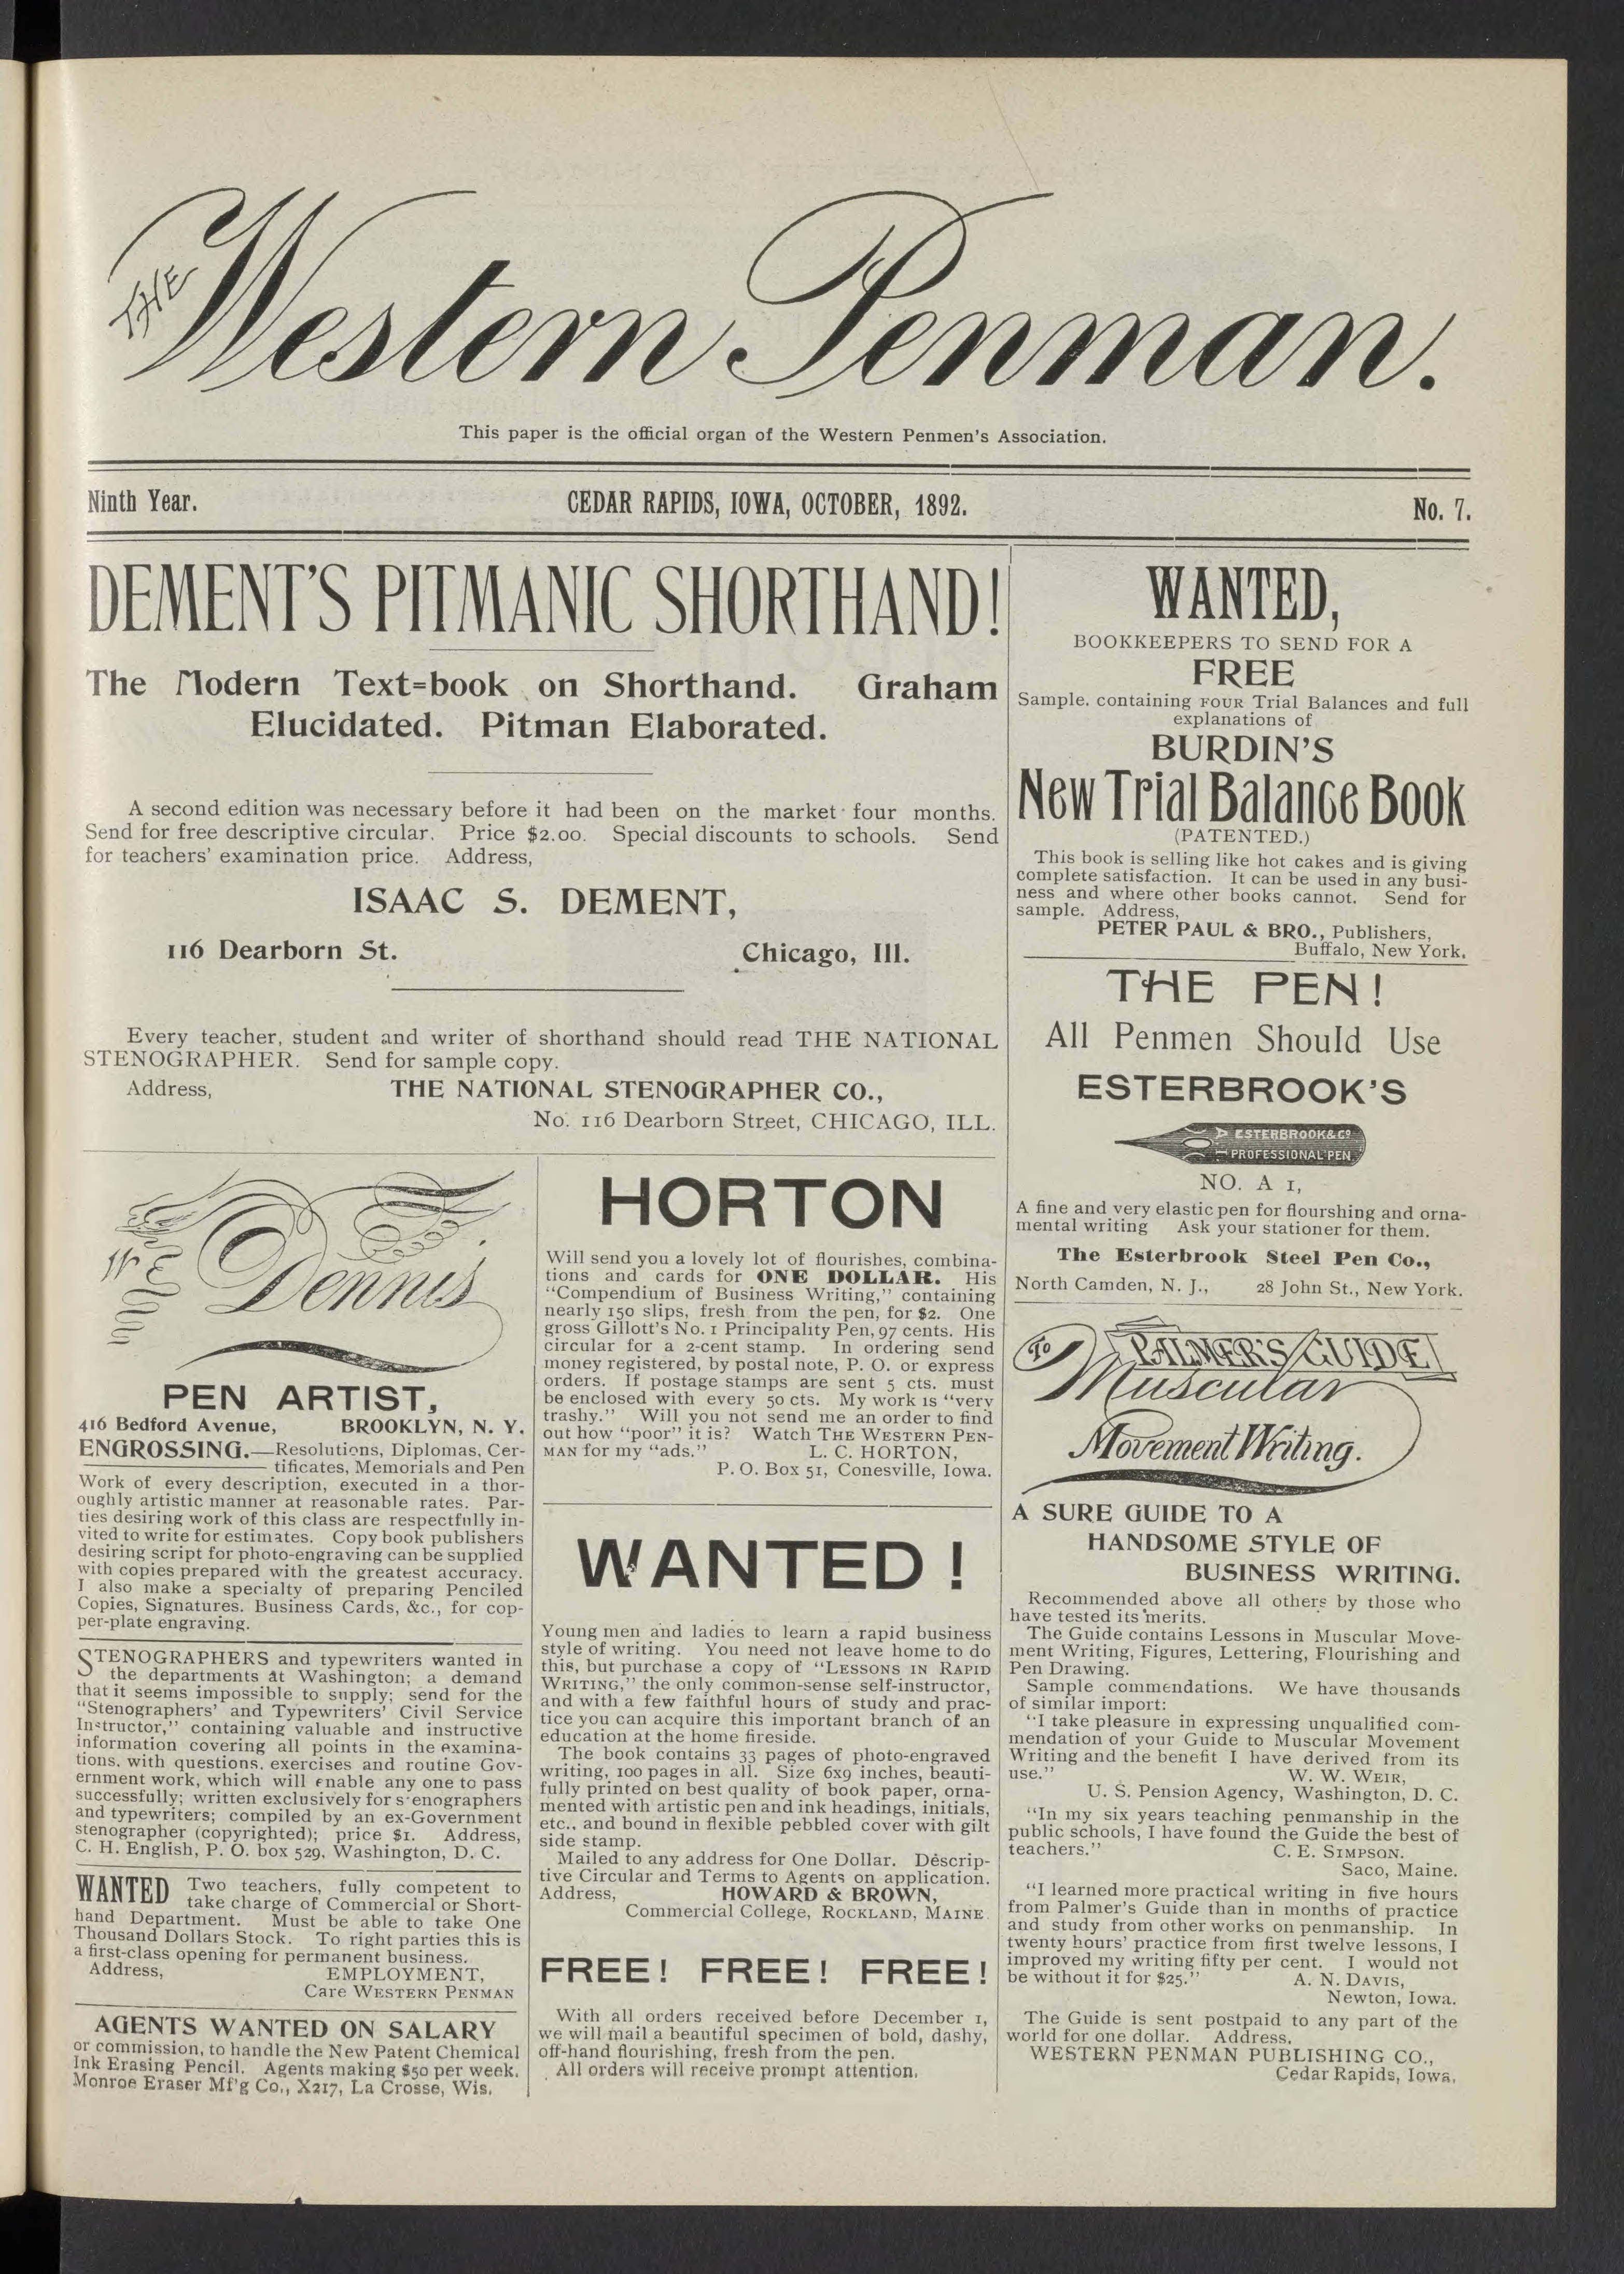 THE Western Penman.
This paper is the official organ of the Western Penmen's Association.
Ninth Year. CEDAR RAPIDS, IOWA, OCTOBER, 1892. No. 7.
DEMENT'S PITMANIC SHORTHAND!
The Modern Text=book on Shorthand. Graham
Elucidated. Pitman Elaborated.
A second edition was necessary before it had been on the market four months.
Send for free descriptive circular. Price $2.00. Special discounts to schools. Send
for teachers' examination price. Address,
ISAAC S. DEMENT,
116 Dearborn St. Chicago, Ill.
Every teacher, student and writer of shorthand should read THE NATIONAL
STENOGRAPHER. Send for sample copy.
Address, THE NATIONAL STENOGRAPHER CO.,
No. 116 Dearborn Street, CHICAGO, ILL.
Dennis
PEN ARTIST,
416 Bedford Avenue, BROOKLYN, N. Y.
ENGROSSING.—Resolutions, Diplomas, Cer-
tificates, Memorials and Pen
Work of every description, executed in a thor-
oughly artistic manner at reasonable rates. Par-
ties desiring work of this class are respectfully in-
vited to write for estimates. Copy book publishers
desiring script for photo-engraving can be supplied
with copies prepared with the greatest accuracy.
I also make a specialty of preparing Penciled
Copies, Signatures. Business Cards, &c., for cop-
per-plate engraving.
STENOGRAPHERS and typewriters wanted in
the departments at Washington; a demand
that it seems impossible to supply; send for the
"Stenographers' and Typewriters' Civil Service
Instructor," containing valuable and instructive
information covering all points in the examina-
tions. with questions. exercises and routine Gov-
ernment work, which will enable any one to pass
successfully; written exclusively for s enographers
and typewriters; compiled by an ex-Government
stenographer (copyrighted); price $1. Address,
C. H. English, P. O. box 529, Washington, D. C.
WANTED Two teachers, fully competent to
take charge of Commercial or Short-
hand Department. Must be able to take One
Thousand Dollars Stock. To right parties this is
a first-class opening for permanent business.
Address, EMPLOYMENT,
Care WESTERN PENMAN
AGENTS WANTED ON SALARY
or commission, to handle the New Patent Chemical
Ink Erasing Pencil. Agents making $50 per week.
Monroe Eraser Mf'g Co., X217, La Crosse, Wis.
HORTON
Will send you a lovely lot of flourishes, combina-
tions and cards for ONE DOLLAR. His
"Compendium of Business Writing," containing
nearly 150 slips, fresh from the pen, for $2. One
gross Gillott's No. 1 Principality Pen, 97 cents. His
circular for a 2-cent stamp. In ordering send
money registered, by postal note, P. O. or express
orders. If postage stamps are sent 5 cts. must
be enclosed with every 50 cts. My work is "very
trashy." Will you not send me an order to find
out how "poor" it is? Watch THE WESTERN PEN-
MAN for my "ads." L. C. HORTON,
P. O. Box 51, Conesville, Iowa.
WANTED!
Young men and ladies to learn a rapid business
style of writing. You need not leave home to do
this, but purchase a copy of "LESSONS IN RAPID
WRITING," the only common-sense self-instructor,
and with a few faithful hours of study and prac-
tice you can acquire this important branch of an
education at the home fireside.
The book contains 33 pages of photo-engraved
writing, 100 pages in all. Size 6x9 inches, beauti-
fully printed on best quality of book paper, orna-
mented with artistic pen and ink headings, initials,
etc., and bound in flexible pebbled cover with gilt
side stamp.
Mailed to any address for One Dollar. Descrip-
tive Circular and Terms to Agents on application.
Address, HOWARD & BROWN,
Commercial College, ROCKLAND, MAINE.
FREE! FREE! FREE!
With all orders received before December 1,
we will mail a beautiful specimen of bold, dashy,
off-hand flourishing, fresh from the pen.
All orders will receive prompt attention.
WANTED,
BOOKKEEPERS TO SEND FOR A
FREE
Sample. containing FOUR Trial Balances and full
explanations of
BURDIN'S
New Trial Balance Book
(PATENTED.)
This book is selling like hot cakes and is giving
complete satisfaction. It can be used in any busi-
ness and where other books cannot. Send for
sample. Address,
PETER PAUL & BRO., Publishers,
Buffalo, New York.
THE PEN!
All Penmen Should Use
ESTERBROOK'S
A 1 ESTERBROOK & Co
PROFESSIONAL PEN
NO. A 1,
A fine and very elastic pen for flourshing and orna-
mental writing Ask your stationer for them.
The Esterbrook Steel Pen Co.,
North Camden, N. J., 28 John St., New York.
To PALMER'S GUIDE
Muscular
Movement Writing.
A SURE GUIDE TO A
HANDSOME STYLE OF
BUSINESS WRITING.
Recommended above all others by those who
have tested its merits.
The Guide contains Lessons in Muscular Move-
ment Writing, Figures, Lettering, Flourishing and
Pen Drawing.
Sample commendations. We have thousands
of similar import:
"I take pleasure in expressing unqualified com-
mendation of your Guide to Muscular Movement
Writing and the benefit I have derived from its
use." W. W. WEIR,
U. S. Pension Agency, Washington, D. C.
"In my six years teaching penmanship in the
public schools, I have found the Guide the best of
teachers." C. E. SIMPSON.
Saco, Maine.
"I learned more practical writing in five hours
from Palmer's Guide than in months of practice
and study from other works on penmanship. In
twenty hours' practice from first twelve lessons, I
improved my writing fifty per cent. I would not
be without it for $25." A. N. DAVIS,
Newton, Iowa.
The Guide is sent postpaid to any part of the
world for one dollar. Address.
WESTERN PENMAN PUBLISHING CO.,
Cedar Rapids, Iowa.